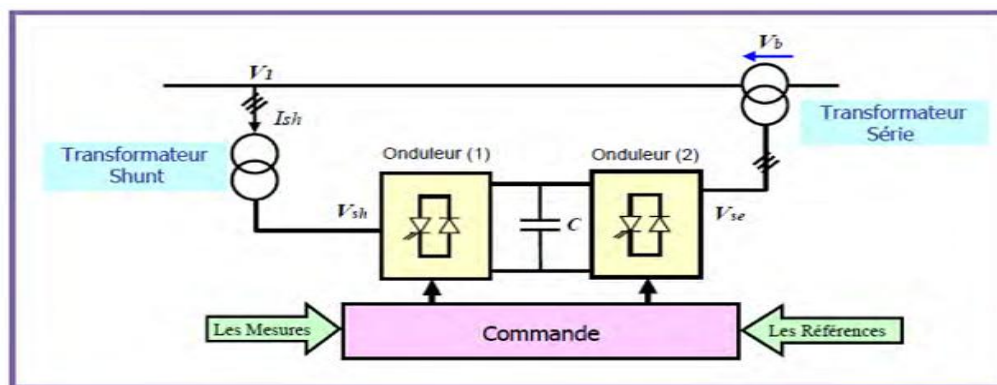 V1
Vb
Ish
Transformateur
Shunt
Transformateur
Série
Onduleur (1)
Onduleur (2)
Vsh
C
Vse
Les Mesures
Commande
Les Références